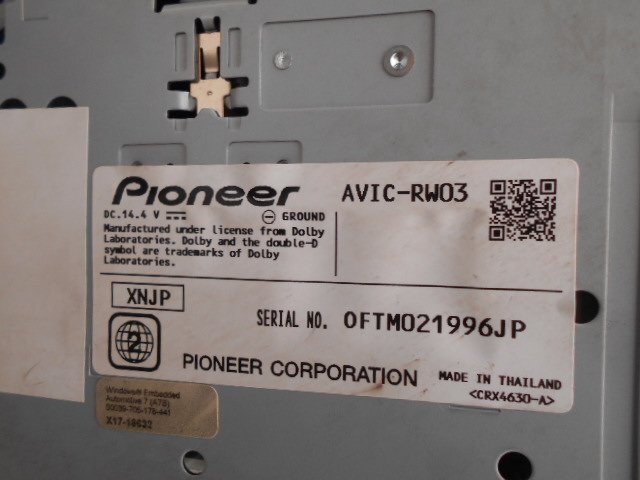 Pioneer
AVIC-RW03
DC.14.4 V
GROUND
Manufactured under license from Dolby
Laboratories. Dolby and the double-D
symbol are trademarks of Dolby
Laboratories.
XNJP
SERIAL NO. OFTM021996JP
2
PIONEER CORPORATION
MADE IN THAILAND
<CRX4630-A>
Windows® Embedded
Automotive 7 (ATB)
X17-18632